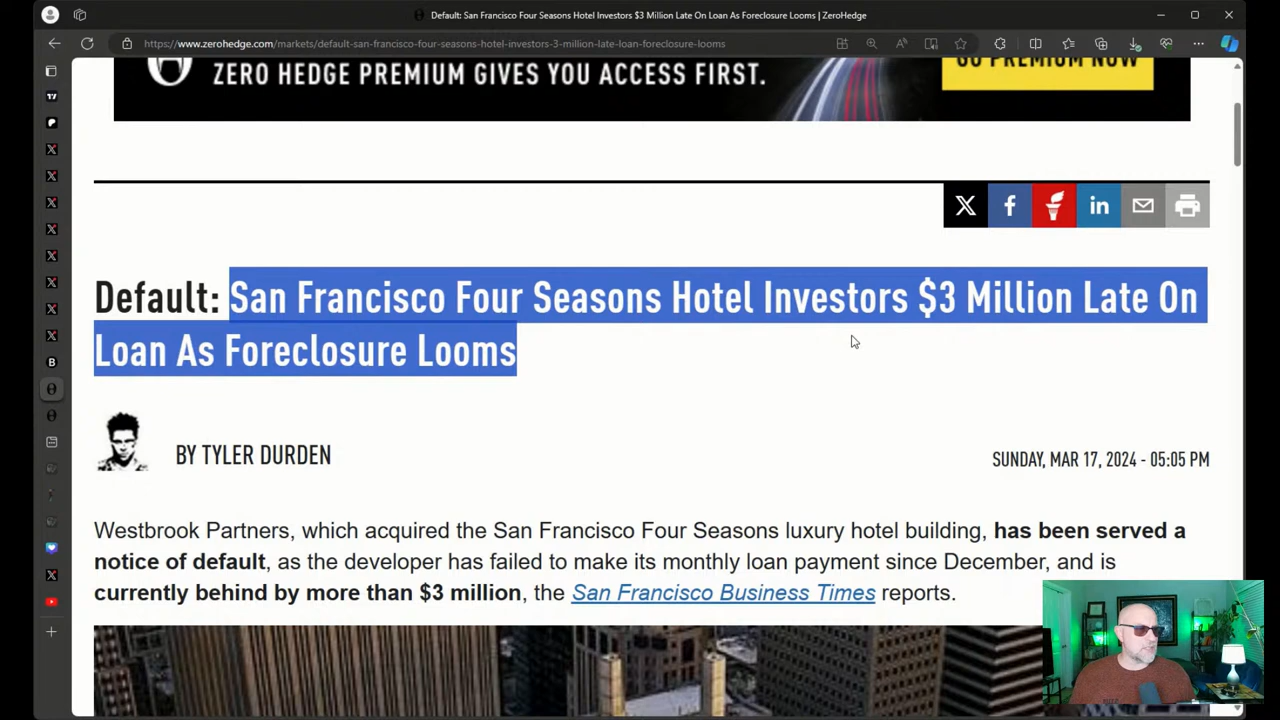 Default: San Francisco Four Seasons Hotel Investors $3 Million Late On Loan As Foreclosure Looms | ZeroHedge
https://www.zerohedge.com/markets/default-san-francisco-four-seasons-hotel-investors-3-million-late-loan-foreclosure-looms
ZERO HEDGE PREMIUM GIVES YOU ACCESS FIRST.
GO PREMIUM NOW
Default: San Francisco Four Seasons Hotel Investors $3 Million Late On
Loan As Foreclosure Looms
BY TYLER DURDEN
SUNDAY, MAR 17, 2024 - 05:05 PM
Westbrook Partners, which acquired the San Francisco Four Seasons luxury hotel building, has been served a
notice of default, as the developer has failed to make its monthly loan payment since December, and is
currently behind by more than $3 million, the San Francisco Business Times reports.